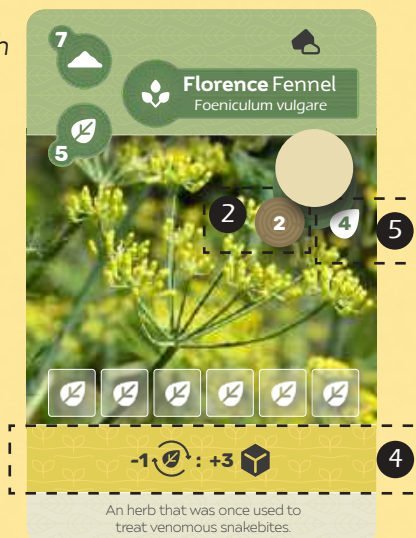 n
7
Florence Fennel
Foeniculum vulgare
5
2
2
4
5
-1 : +3
4
An herb that was once used to
treat venomous snakebites.